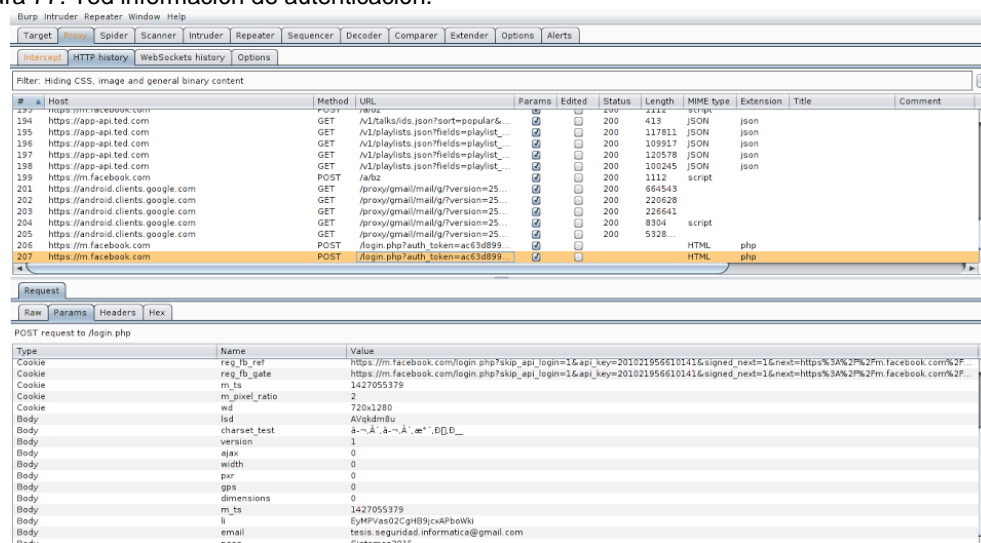 ura 77. Ted información de autenticación.
Burp Intruder Repeater Window Help
Target Proxy Spider Scanner Intruder Repeater Sequencer Decoder Comparer Extender Options Alerts
Intercept HTTP history WebSockets history Options
Filter: Hiding CSS, image and general binary content
# Host Method URL Params Edited Status Length MIME type Extension Title Comment
193 https://m.facebook.com POST /a/bz 200 1112 script
194 https://app-api.ted.com GET /v1/talks/ids.json?sort=popular&... 200 413 JSON json
195 https://app-api.ted.com GET /v1/playlists.json?fields=playlist_... 200 117811 JSON json
196 https://app-api.ted.com GET /v1/playlists.json?fields=playlist_... 200 109917 JSON json
197 https://app-api.ted.com GET /v1/playlists.json?fields=playlist_... 200 120578 JSON json
198 https://app-api.ted.com GET /v1/playlists.json?fields=playlist_... 200 100245 JSON json
199 https://m.facebook.com POST /a/bz 200 1112 script
201 https://android.clients.google.com GET /proxy/gmail/mail/g/?version=25... 200 664543
202 https://android.clients.google.com GET /proxy/gmail/mail/g/?version=25... 200 220628
203 https://android.clients.google.com GET /proxy/gmail/mail/g/?version=25... 200 226641
204 https://android.clients.google.com GET /proxy/gmail/mail/g/?version=25... 200 8304 script
205 https://android.clients.google.com GET /proxy/gmail/mail/g/?version=25... 200 5328...
206 https://m.facebook.com POST /login.php?auth_token=ac63d899... HTML php
207 https://m.facebook.com POST /login.php?auth_token=ac63d899... HTML php
Request
Raw Params Headers Hex
POST request to /login.php
Type Name Value
Cookie reg_fb_ref https://m.facebook.com/login.php?skip_api_login=1&api_key=201021956610141&signed_next=1&next=https%3A%2F%2Fm.facebook.com%2F...
Cookie reg_fb_gate https://m.facebook.com/login.php?skip_api_login=1&api_key=201021956610141&signed_next=1&next=https%3A%2F%2Fm.facebook.com%2F...
Cookie m_ts 1427055379
Cookie m_pixel_ratio 2
Cookie wd 720x1280
Body lsd AVqkdm8u
Body charset_test
Body version 1
Body ajax 0
Body width 0
Body pxr 0
Body gps 0
Body dimensions 0
Body m_ts 1427055379
Body li EyMPVas02CgHB9jcxAPboWki
Body email tesis.seguridad.informatica@gmail.com
Body